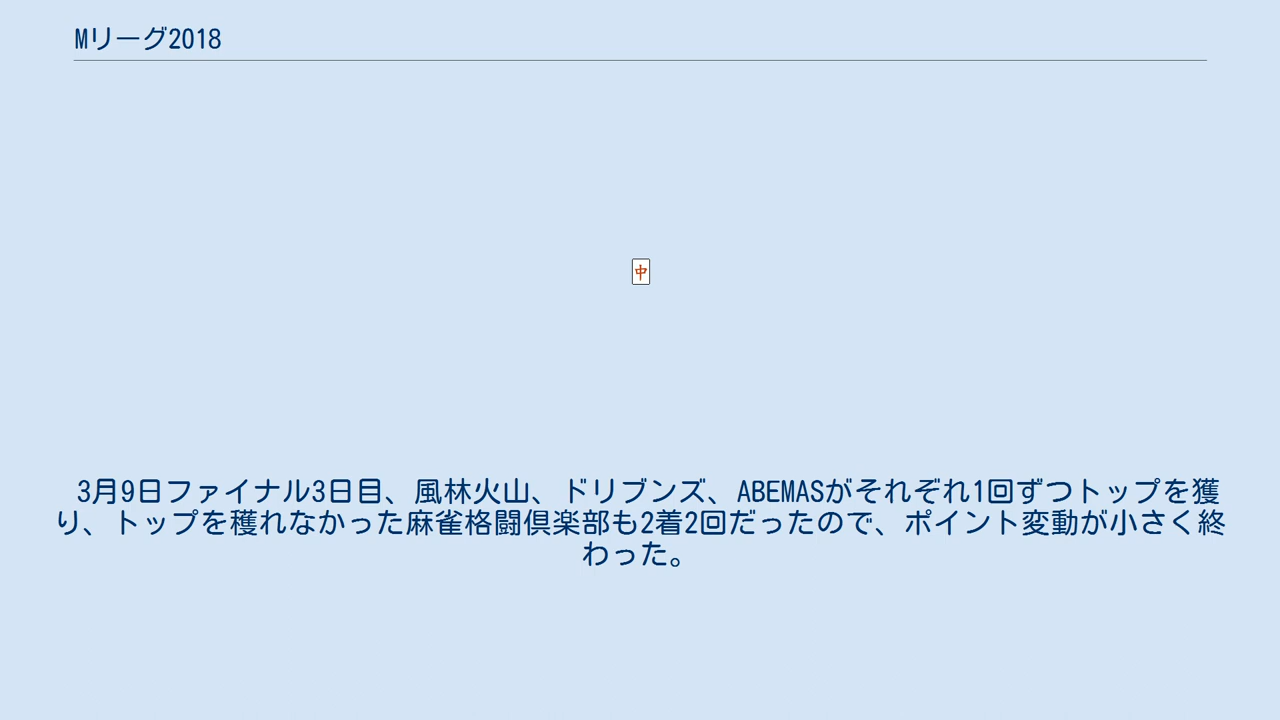 Mリーグ2018
中
3月9日ファイナル3日目、風林火山、ドリブンズ、ABEMASがそれぞれ1回ずつトップを獲
り、トップを穫れなかった麻雀格闘倶楽部も2着2回だったので、ポイント変動が小さく終
わった。